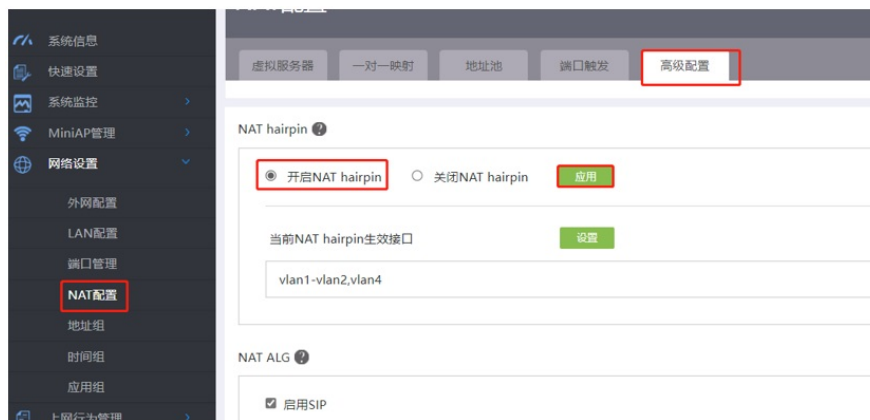 NAT配置
系统信息
快速设置
系统监控
MiniAP管理
网络设置
外网配置
LAN配置
端口管理
NAT配置
地址组
时间组
应用组
上网行为管理
虚拟服务器 一对一映射 地址池 端口触发 高级配置
NAT hairpin
开启NAT hairpin 关闭NAT hairpin 应用
当前NAT hairpin生效接口 设置
vlan1-vlan2,vlan4
NAT ALG
启用SIP